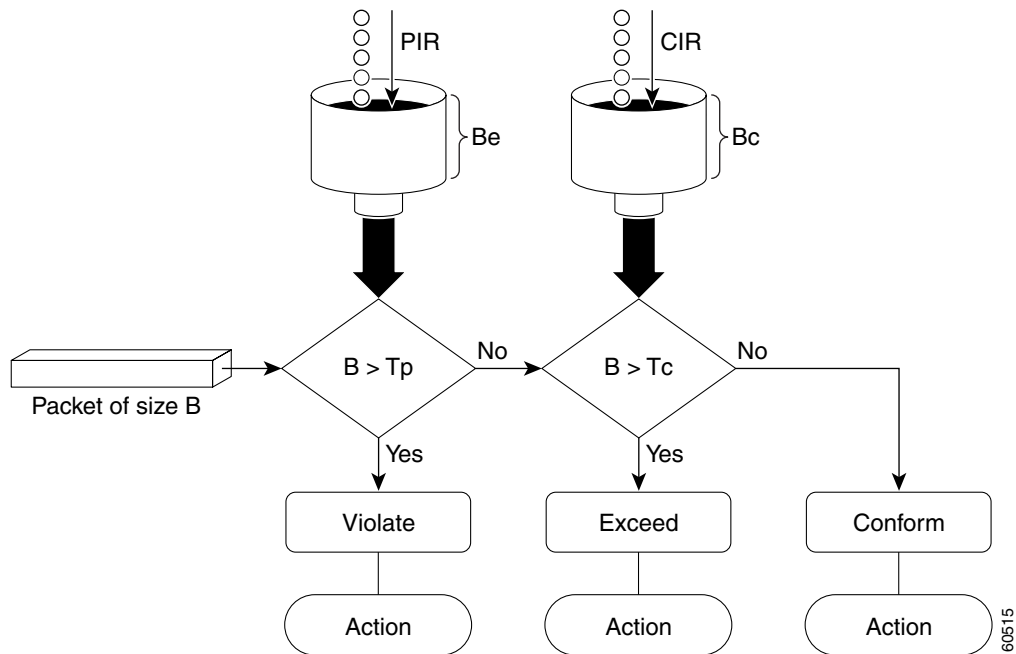 PIR
CIR
Be
Bc
B > Tp
No
B > Tc
No
Packet of size B
Yes
Yes
Violate
Exceed
Conform
Action
Action
Action
60515